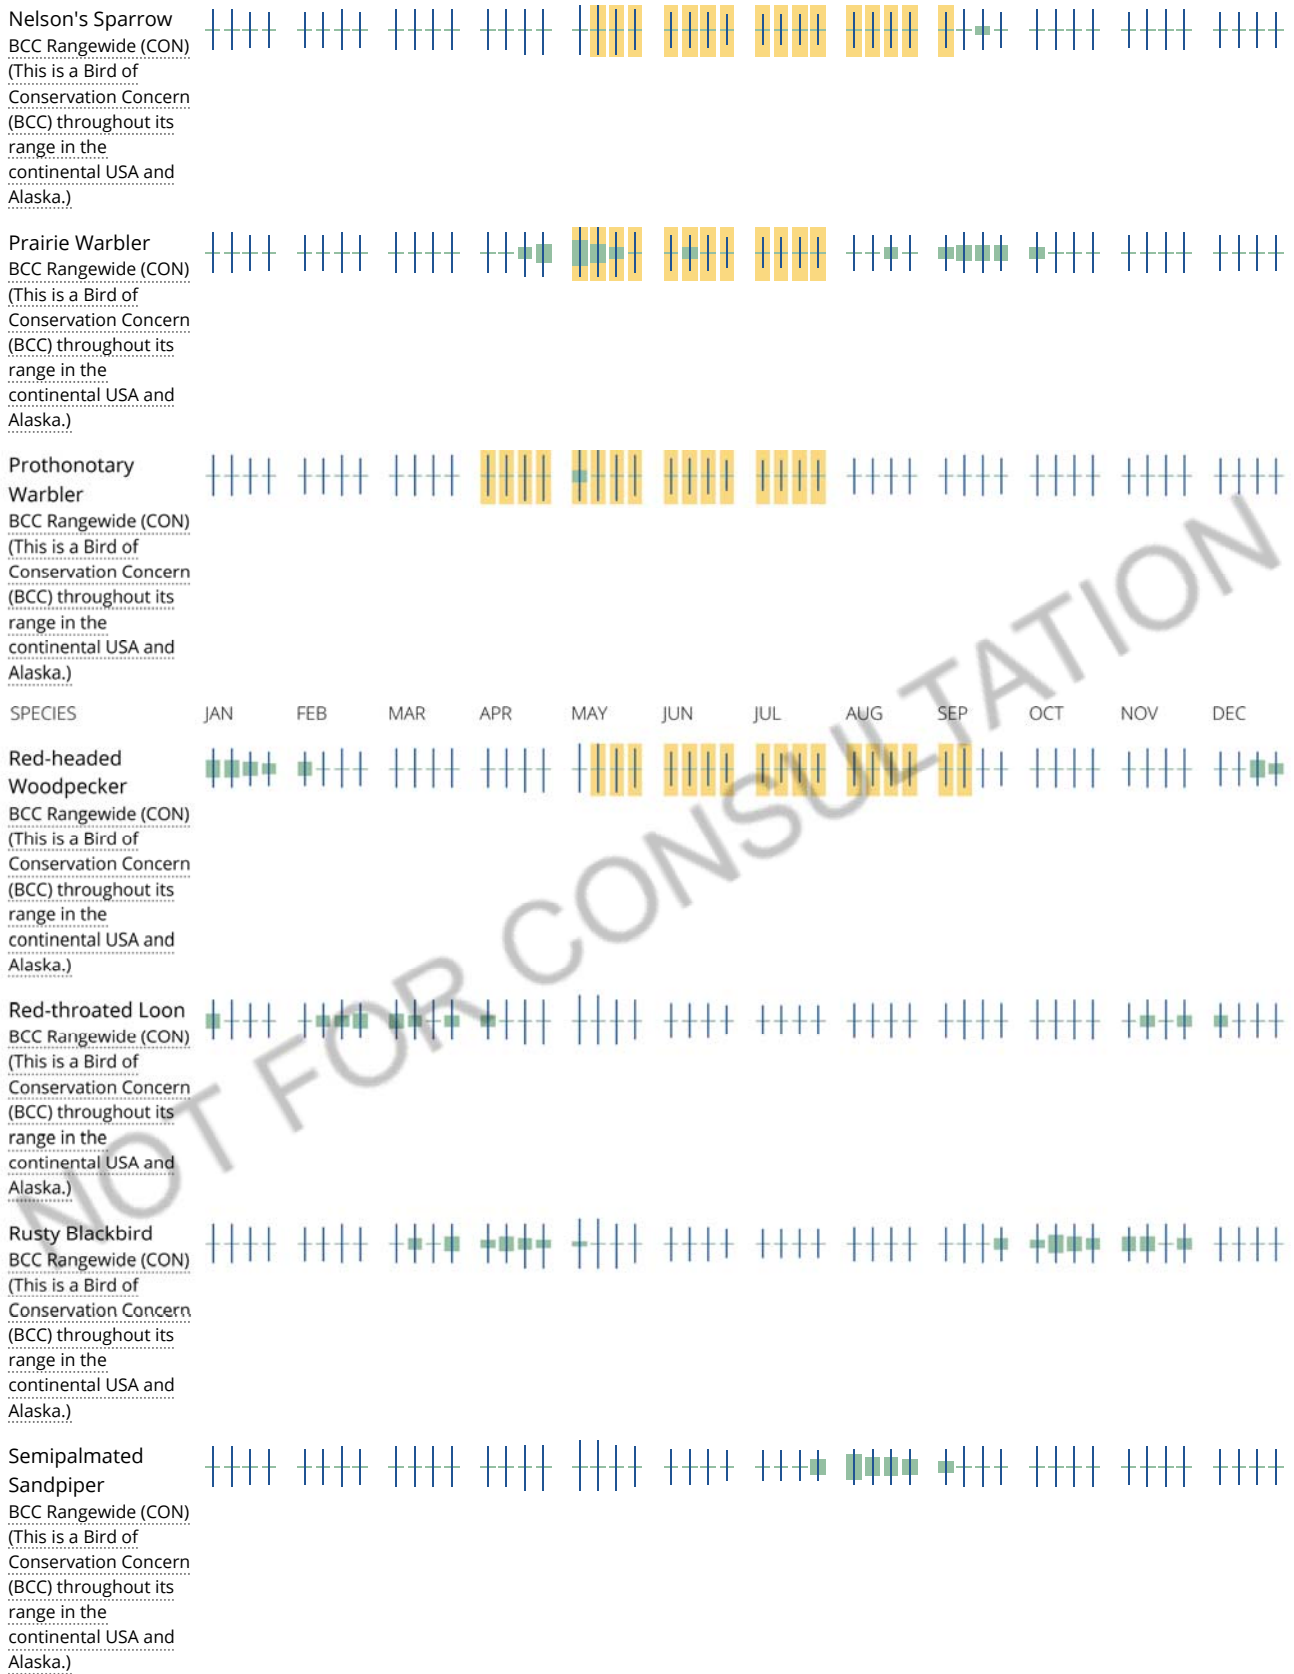 Nelson's Sparrow
BCC Rangewide (CON)
(This is a Bird of
Conservation Concern
(BCC) throughout its
range in the
continental USA and
Alaska.)
Prairie Warbler
BCC Rangewide (CON)
(This is a Bird of
Conservation Concern
(BCC) throughout its
range in the
continental USA and
Alaska.)
Prothonotary
Warbler
BCC Rangewide (CON)
(This is a Bird of
Conservation Concern
(BCC) throughout its
range in the
continental USA and
Alaska.)
SPECIES JAN FEB MAR APR MAY JUN JUL AUG SEP OCT NOV DEC
Red-headed
Woodpecker
BCC Rangewide (CON)
(This is a Bird of
Conservation Concern
(BCC) throughout its
range in the
continental USA and
Alaska.)
Red-throated Loon
BCC Rangewide (CON)
(This is a Bird of
Conservation Concern
(BCC) throughout its
range in the
continental USA and
Alaska.)
Rusty Blackbird
BCC Rangewide (CON)
(This is a Bird of
Conservation Concern
(BCC) throughout its
range in the
continental USA and
Alaska.)
Semipalmated
Sandpiper
BCC Rangewide (CON)
(This is a Bird of
Conservation Concern
(BCC) throughout its
range in the
continental USA and
Alaska.)
NOT FOR CONSULTATION